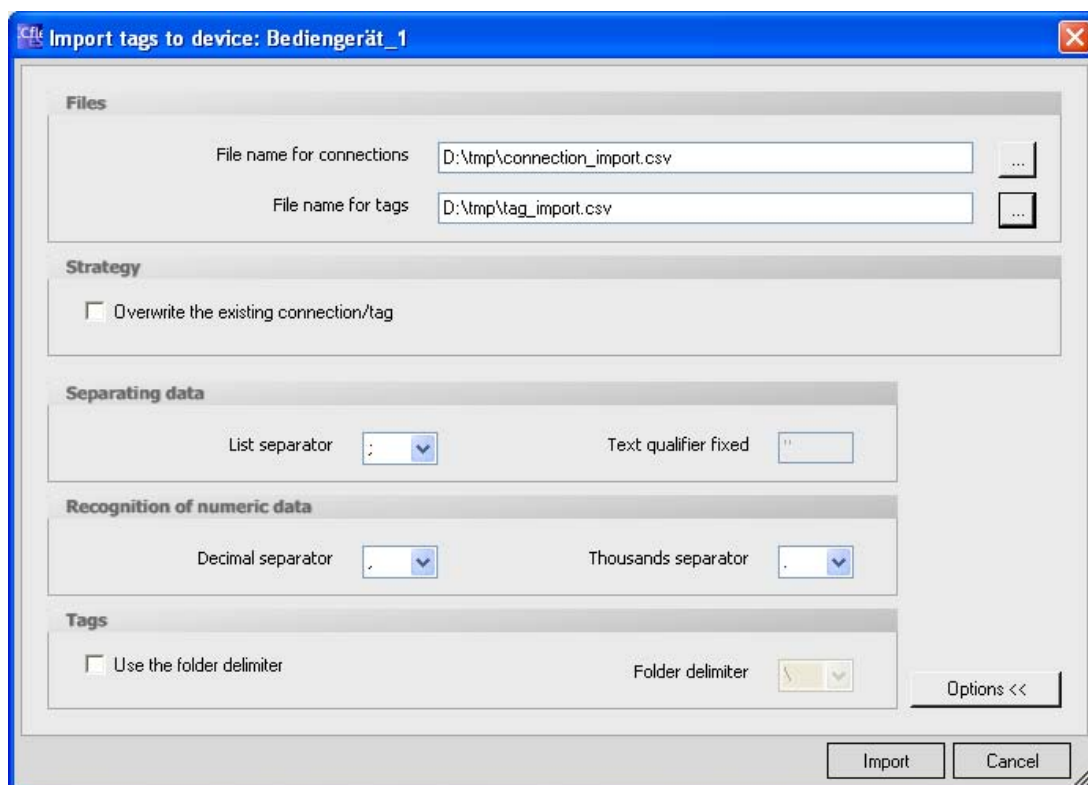 Import tags to device: Bediengerät_1
Files
File name for connections D:\tmp\connection_import.csv ...
File name for tags D:\tmp\tag_import.csv ...
Strategy
Overwrite the existing connection/tag
Separating data
List separator ; Text qualifier fixed "
Recognition of numeric data
Decimal separator , Thousands separator .
Tags
Use the folder delimiter Folder delimiter \
Options <<
Import Cancel